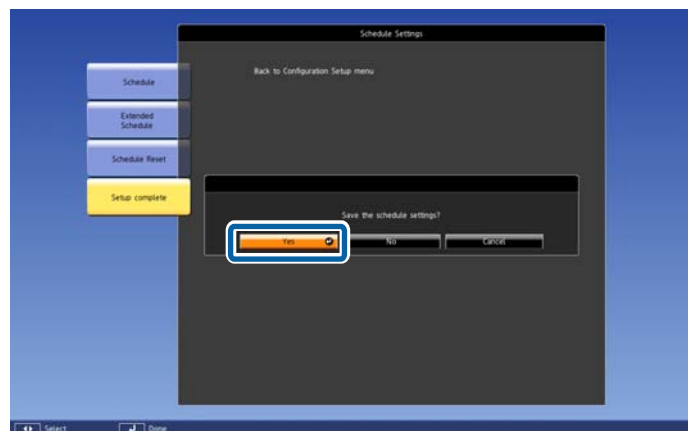 Schedule Settings
Back to Configuration Setup menu
Schedule
Extended
Schedule
Schedule Reset
Setup complete
Save the schedule settings?
Yes No Cancel
Select Done